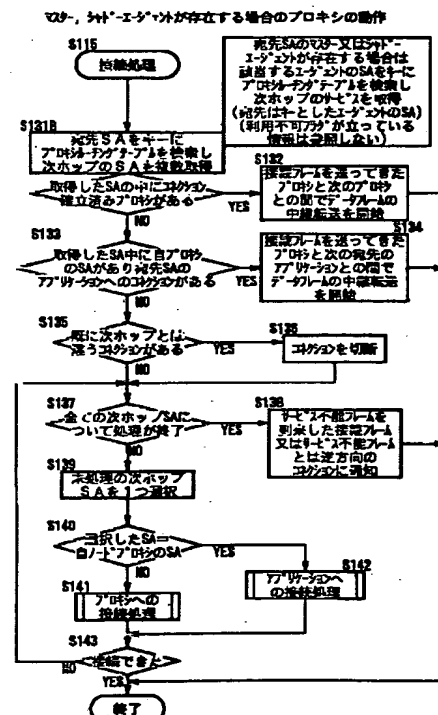 マスター，シャドーエージェントが存在する場合のプロキシの動作
S115
接続処理
宛先SAのマスター又はシャドー
エージェントが存在する場合は
該当するエージェントのSAをキーに
プロキシルーチングテーブルを検索し
次ホップのサービスを取得
(宛先はキーとしたエージェントのSA)
(利用不可フラグが立っている
情報は参照しない)
S131B
宛先SAをキーに
プロキシルーチングテーブルを検索し
次ホップのSAを複数取得
S132
取得したSAの中にコネクション
確立済みプロキシがある
YES
NO
接続フレームを送ってきた
プロキシと次のプロキシ
との間でデータフレームの
中継転送を開始
S133
S134
取得したSA中に自プロキシ
のSAがあり宛先SAの
アプリケーションへのコネクションがある
YES
NO
接続フレームを送ってきた
プロキシと次の宛先の
アプリケーションとの間で
データフレームの中継転送
を開始
S135
既に次ホップとは
違うコネクションがある
YES
NO
S136
コネクションを切断
S137
全ての次ホップSAに
ついて処理が終了
YES
NO
S138
サービス不能フレームを
到来した接続フレーム
又はサービス不能フレーム
とは逆方向の
コネクションに通知
S139
未処理の次ホップ
SAを1つ選択
S140
選択したSA＝
自ノードプロキシのSA
YES
NO
S141
プロキシへの
接続処理
S142
アプリケーションへ
の接続処理
S143
接続できた
NO
YES
終了